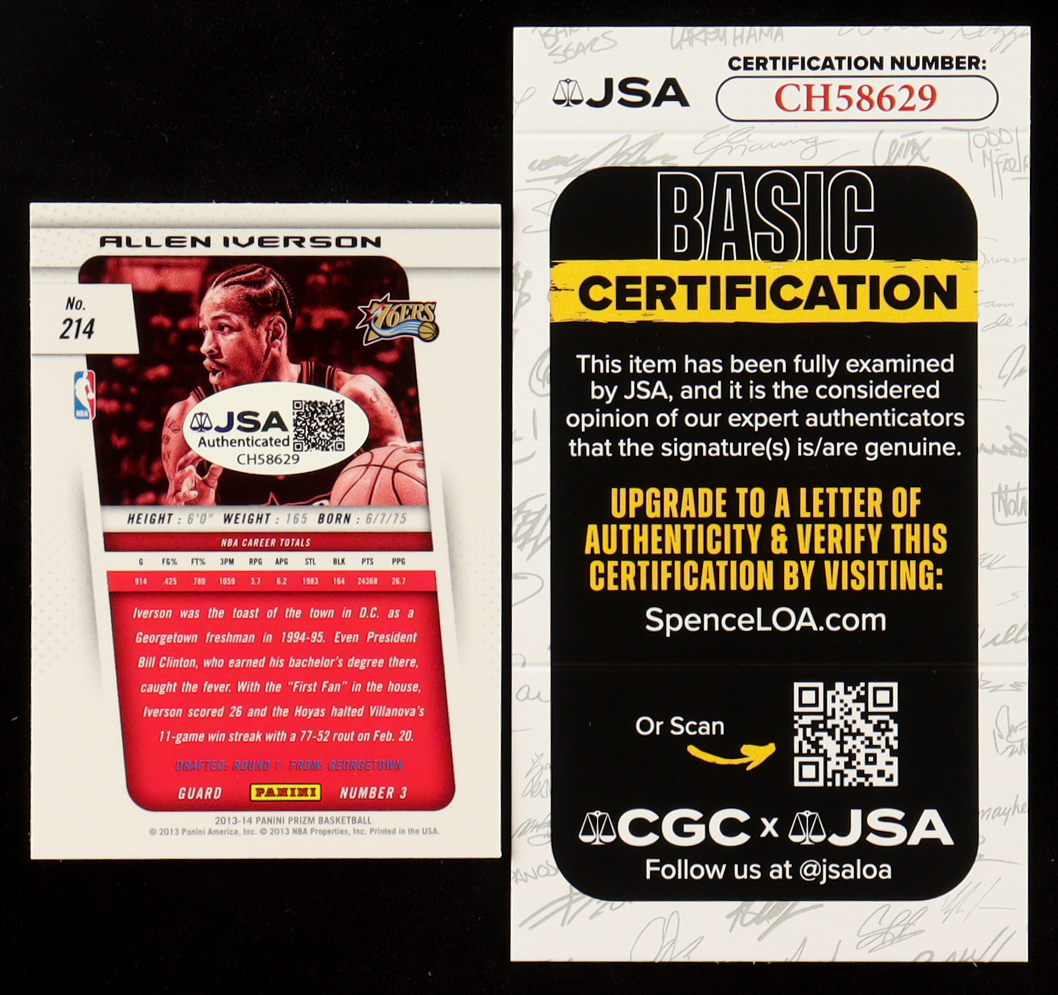 ALLEN IVERSON
No.
214
76ERS
NBA
JSA
Authenticated
CH58629
HEIGHT : 6'0" WEIGHT : 165 BORN : 6/7/75
NBA CAREER TOTALS
G FG% FT% 3PM RPG APG STL BLK PTS PPG
914 .425 .780 1059 3.7 6.2 1983 164 24368 26.7
Iverson was the toast of the town in D.C. as a
Georgetown freshman in 1994-95. Even President
Bill Clinton, who earned his bachelor's degree there,
caught the fever. With the "First Fan" in the house,
Iverson scored 26 and the Hoyas halted Villanova's
11-game win streak with a 77-52 rout on Feb. 20.
DRAFTED: ROUND 1 FROM: GEORGETOWN
GUARD PANINI NUMBER 3
2013-14 PANINI PRIZM BASKETBALL
© 2013 Panini America, Inc. © 2013 NBA Properties, Inc. Printed in the USA.
JSA
CERTIFICATION NUMBER:
CH58629
BASIC
CERTIFICATION
This item has been fully examined
by JSA, and it is the considered
opinion of our expert authenticators
that the signature(s) is/are genuine.
UPGRADE TO A LETTER OF
AUTHENTICITY & VERIFY THIS
CERTIFICATION BY VISITING:
SpenceLOA.com
Or Scan
CGC x JSA
Follow us at @jsaloa